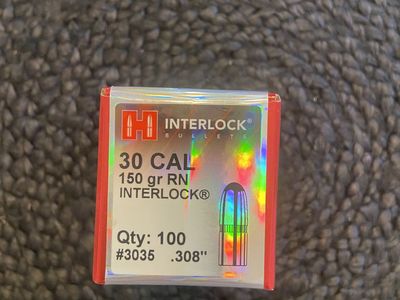 H INTERLOCK®
BULLETS
30 CAL
150 gr RN
INTERLOCK®
Qty: 100
#3035 .308"